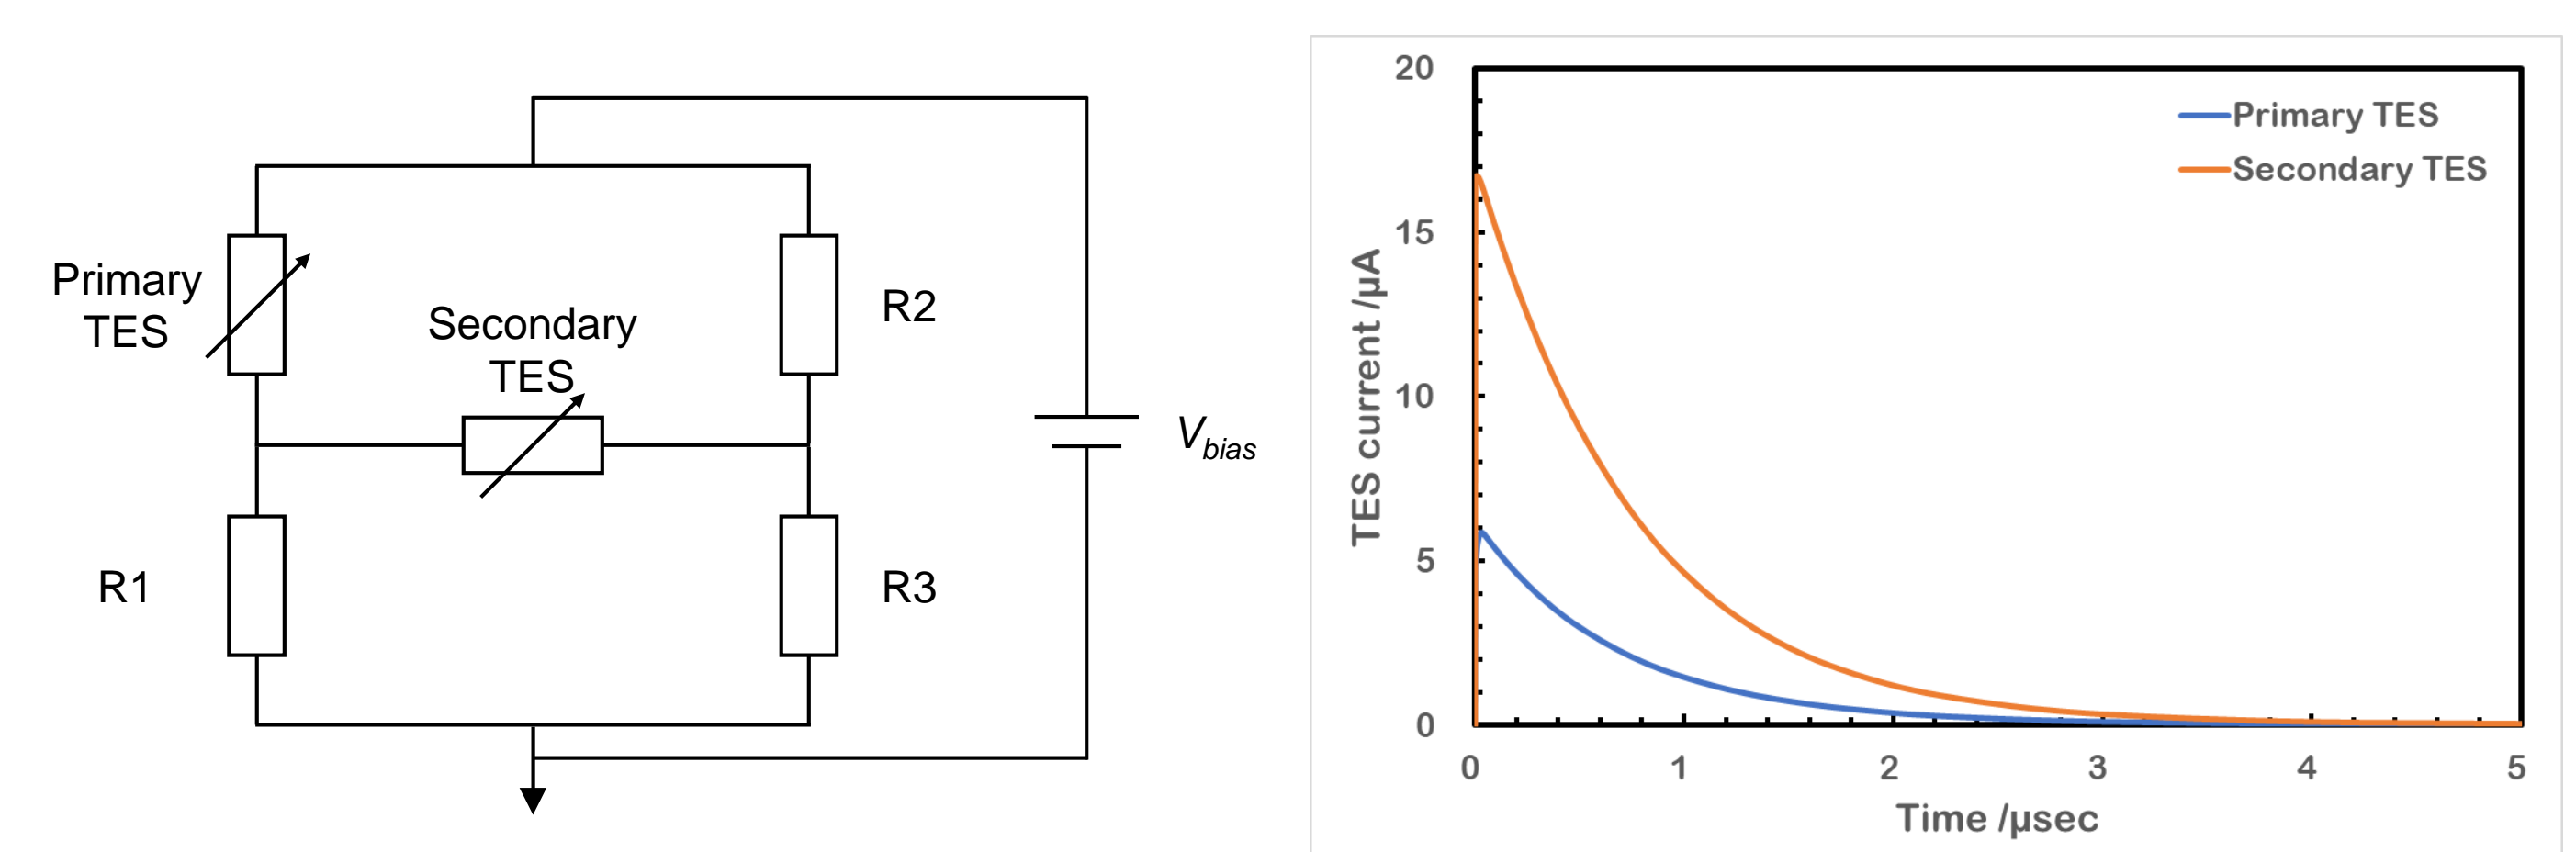 Primary
TES
Secondary
TES
R2
R1
R3
V_bias
TES current /µA
20
15
10
5
0
Primary TES
Secondary TES
0 1 2 3 4 5
Time /µsec